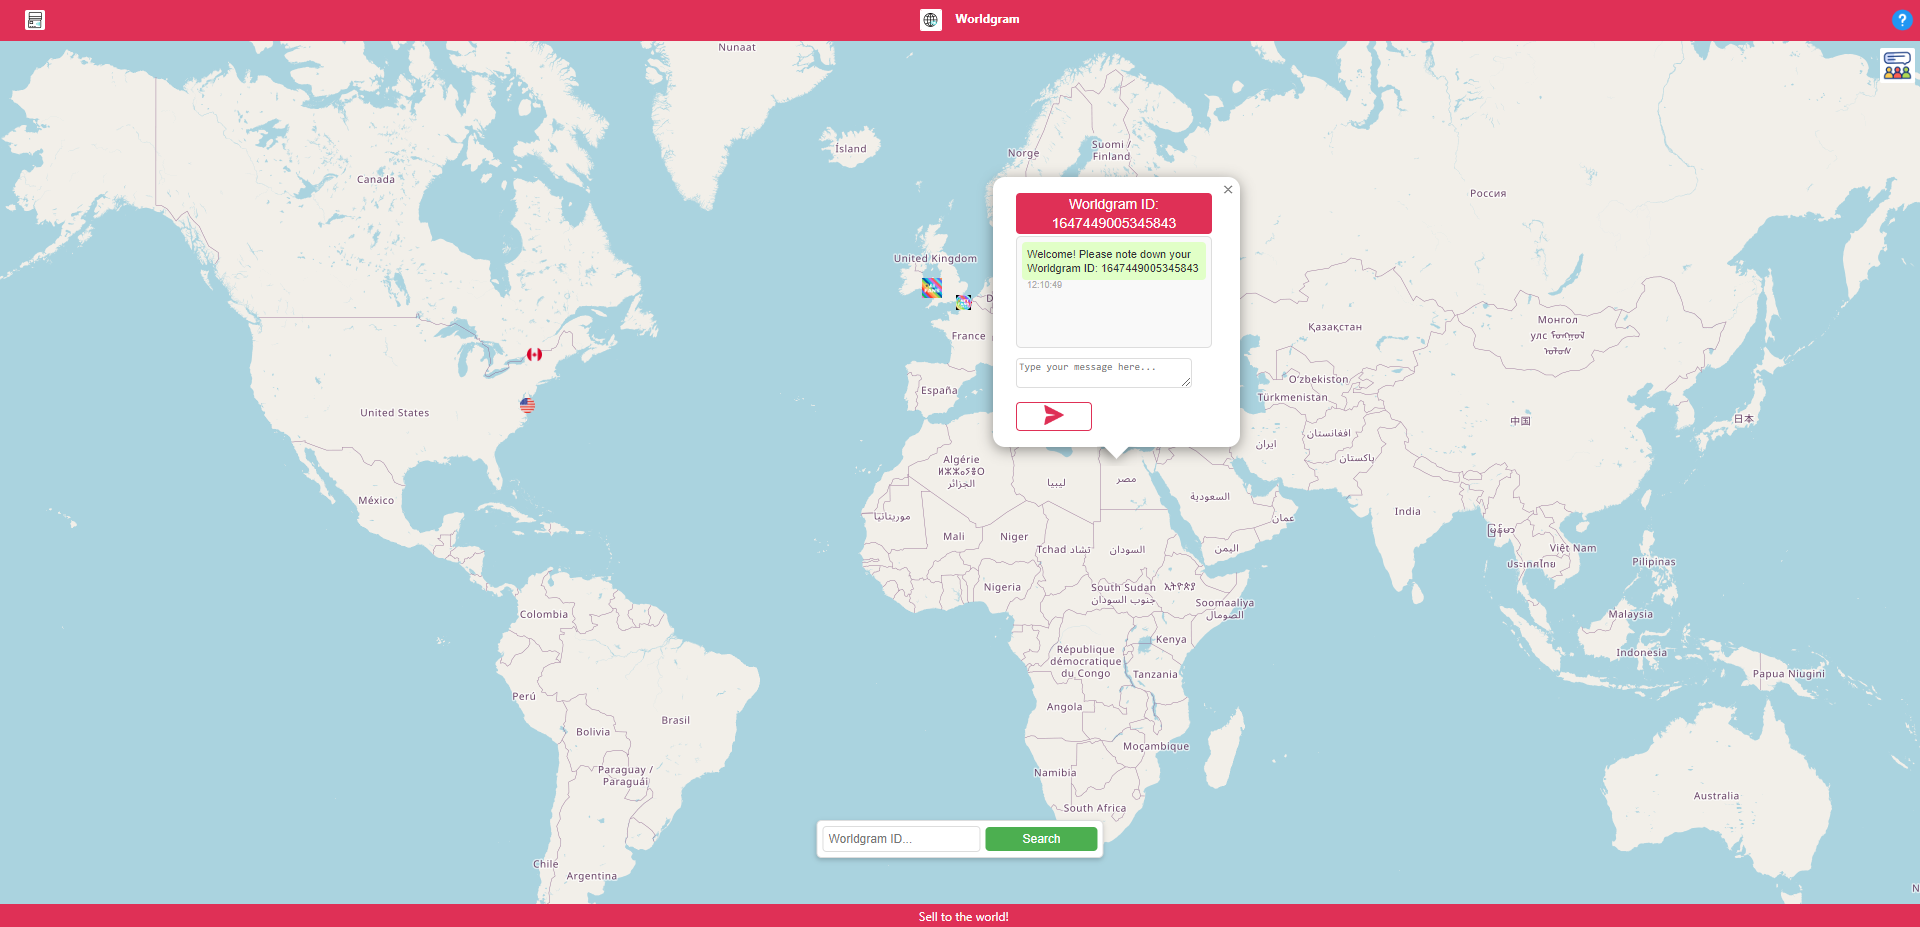 Worldgram
?
Nunaat
Ísland
Norge
Suomi /
Finland
Canada
Россия
Worldgram ID:
1647449005345843
Welcome! Please note down your
Worldgram ID: 1647449005345843
12:10:49
Type your message here...
United Kingdom
D
France
España
Қазақстан
Монгол
улс
Oʻzbekiston
Türkmenistan
United States
中国
日本
ایران
افغانستان
پاکستان
México
Algérie
ⵍⵣⵣⴰⵢⴻⵔ
الجزائر
ليبيا
مصر
السعودية
عمان
India
موريتانيا
Mali
Niger
Tchad تشاد
السودان
اليمن
မြန်မာ
Việt Nam
ประเทศไทย
Pilipinas
Nigeria
South Sudan
جنوب السودان
ኢትዮጵያ
Soomaaliya
الصومال
Colombia
Malaysia
Kenya
République
démocratique
du Congo
Indonesia
Tanzania
Papua Niugini
Perú
Angola
Brasil
Bolivia
Moçambique
Paraguay /
Paraguái
Namibia
Australia
South Africa
Worldgram ID...
Search
Chile
Argentina
N
Sell to the world!